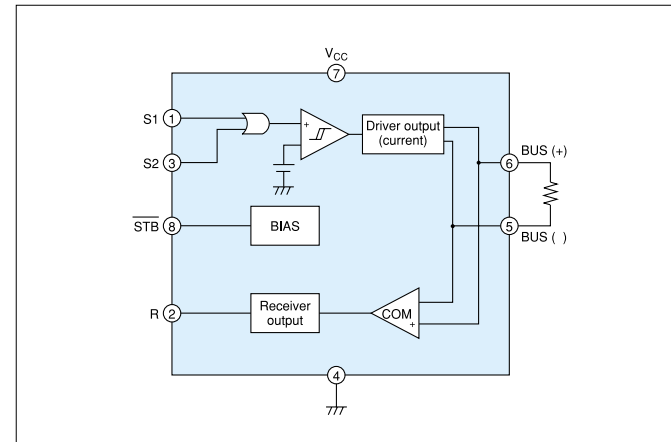 V_CC
7
S1 1
S2 3
+
Driver output
(current)
6 BUS (+)
STB 8
BIAS
5
BUS ( )
R 2
Receiver
output
COM
+
4